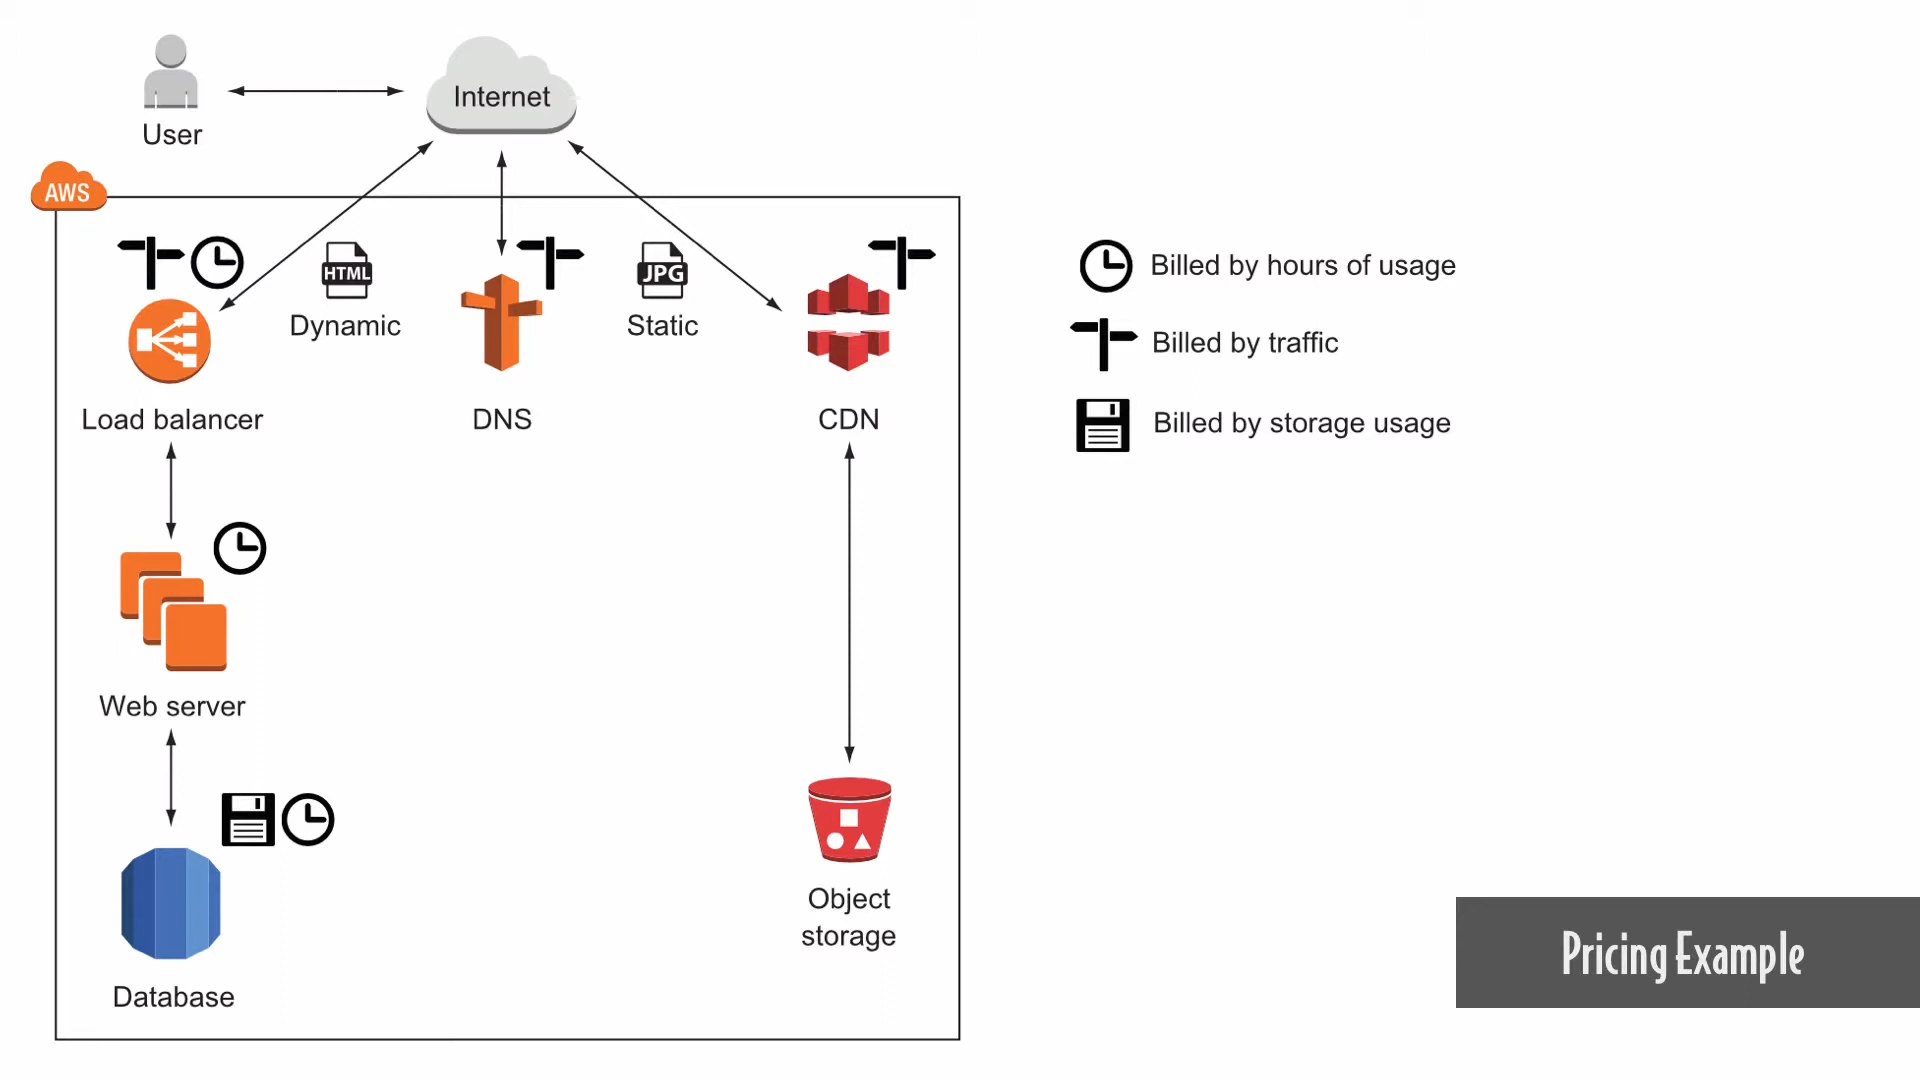 User
Internet
AWS
HTML
Dynamic
JPG
Static
Load balancer
DNS
CDN
Web server
Database
Object
storage
Billed by hours of usage
Billed by traffic
Billed by storage usage
Pricing Example